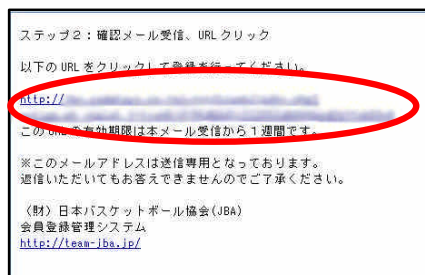 ステップ２：確認メール受信、URLクリック
以下のURLをクリックして登録を行ってください。
http://
このURLの有効期限は本メール受信から１週間です。
※このメールアドレスは送信専用となっております。
返信いただいてもお答えできませんのでご了承ください。
（財）日本バスケットボール協会(JBA)
会員登録管理システム
http://team-jba.jp/